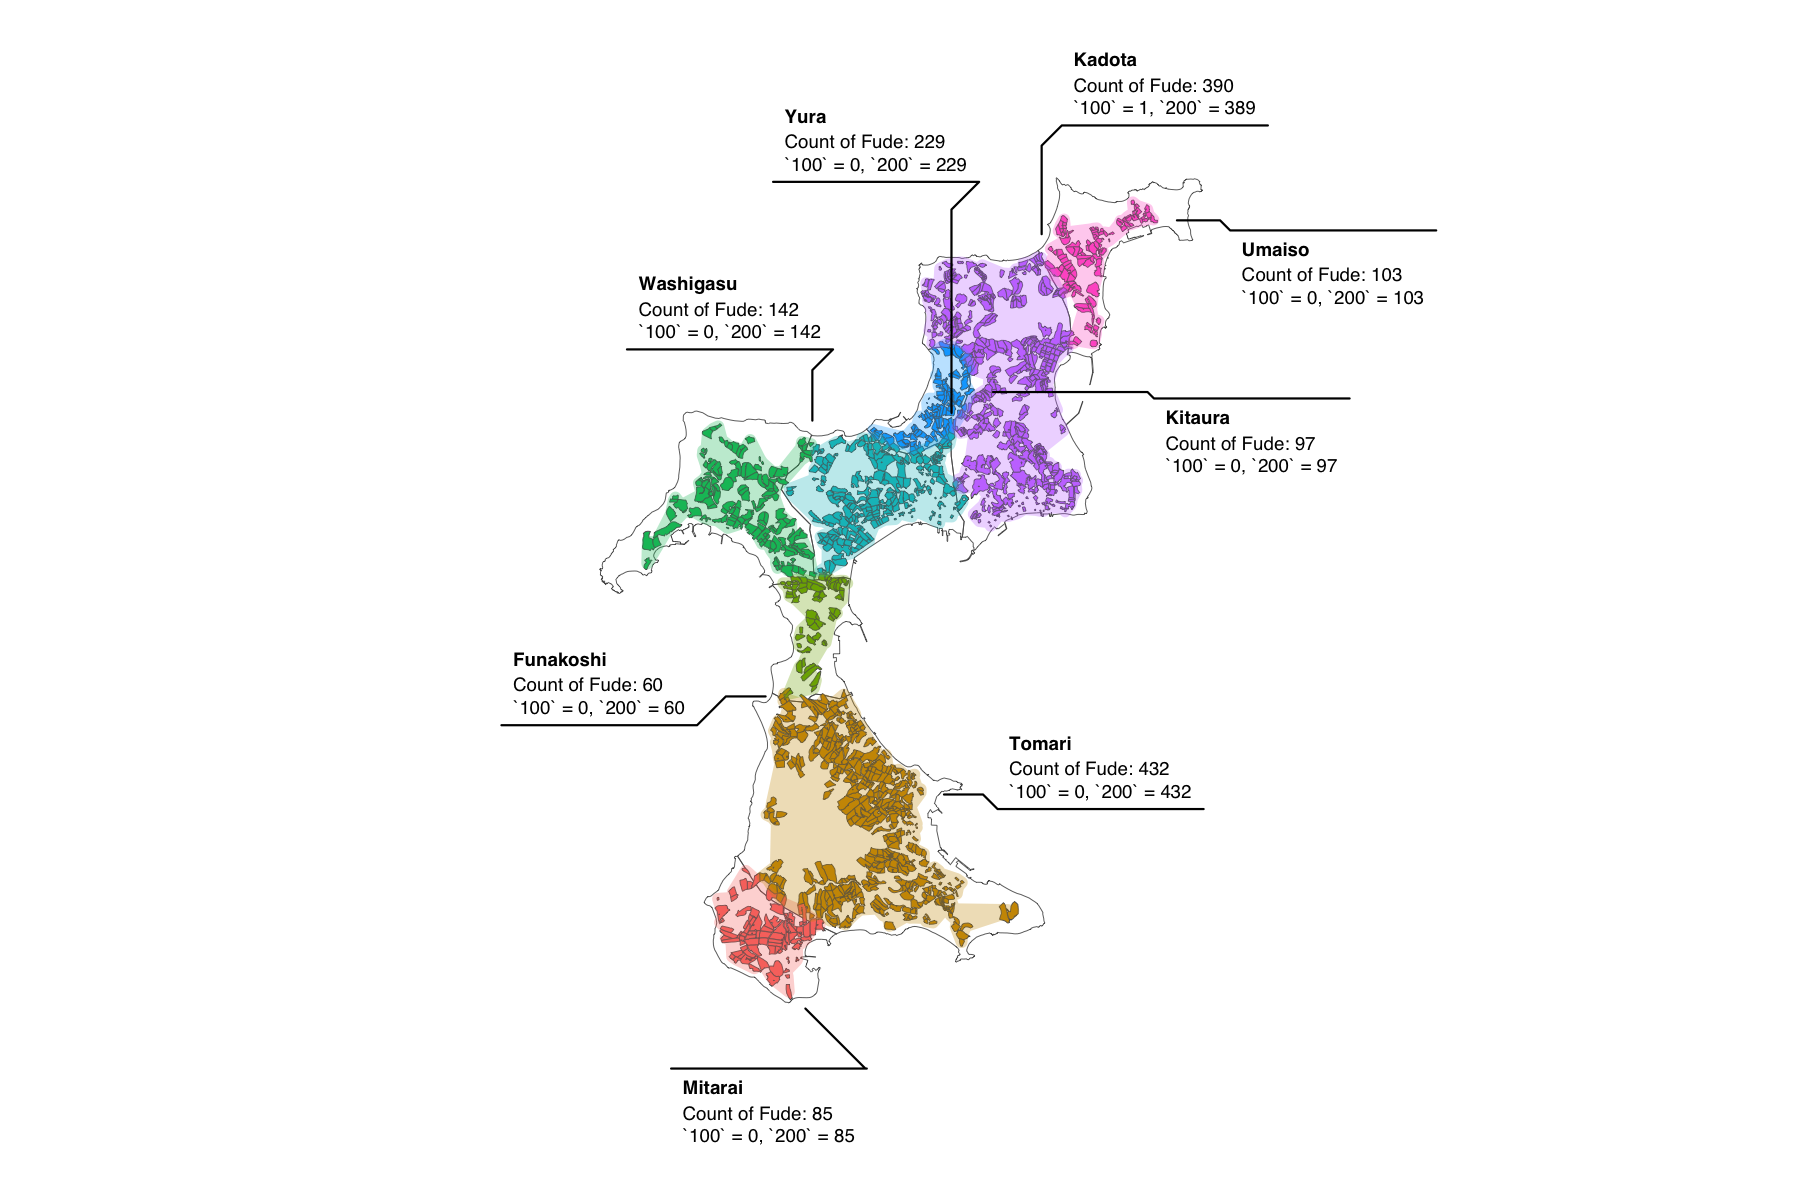 Kadota
Count of Fude: 390
`100` = 1, `200` = 389
Yura
Count of Fude: 229
`100` = 0, `200` = 229
Umaiso
Count of Fude: 103
`100` = 0, `200` = 103
Washigasu
Count of Fude: 142
`100` = 0, `200` = 142
Kitaura
Count of Fude: 97
`100` = 0, `200` = 97
Funakoshi
Count of Fude: 60
`100` = 0, `200` = 60
Tomari
Count of Fude: 432
`100` = 0, `200` = 432
Mitarai
Count of Fude: 85
`100` = 0, `200` = 85